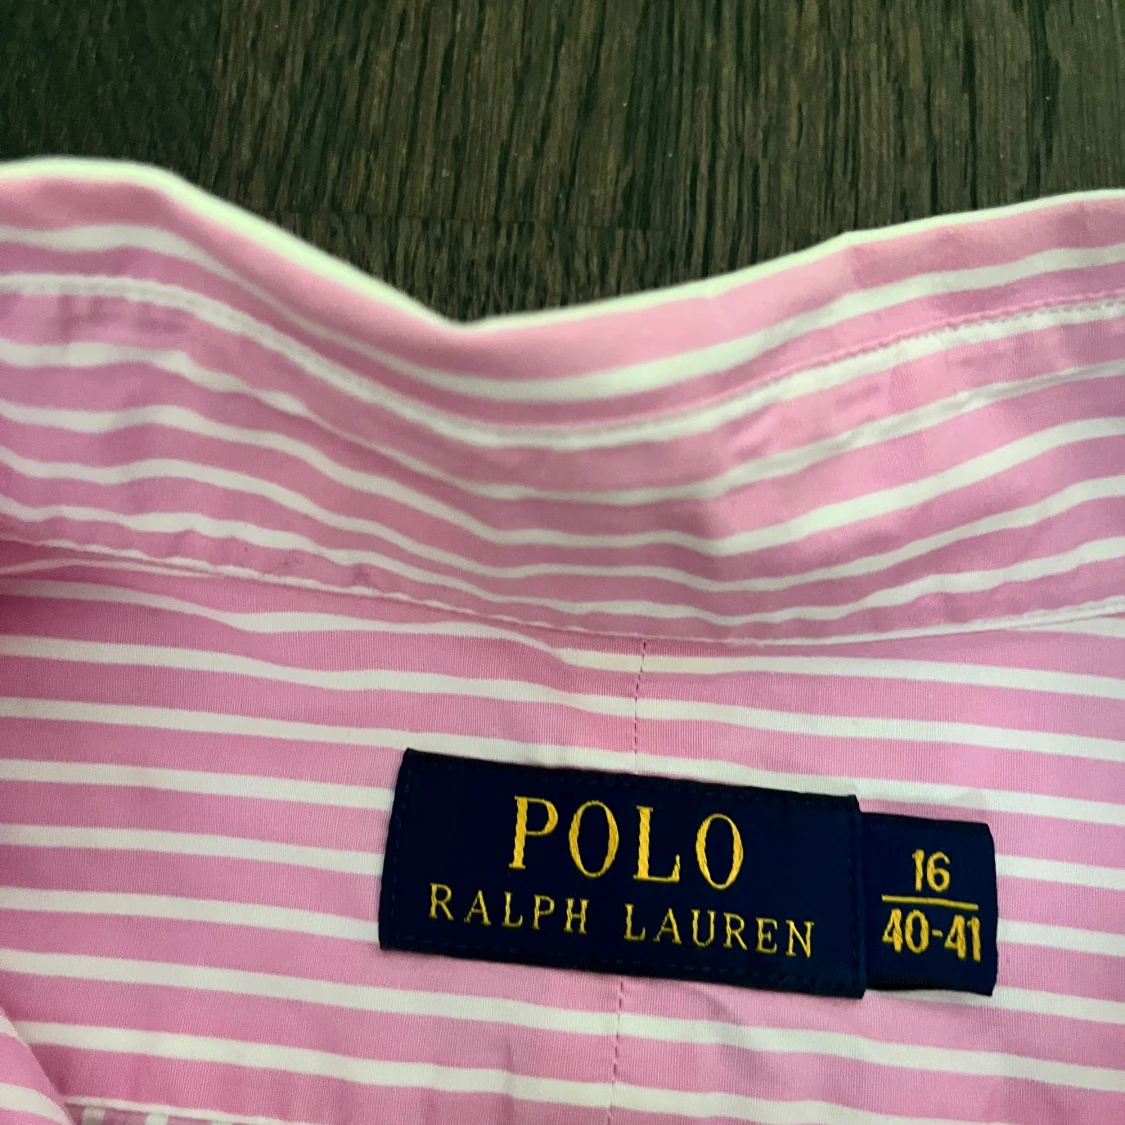 POLO
RALPH LAUREN
16
40-41